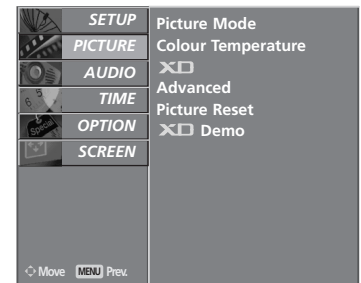 SETUP
PICTURE
AUDIO
TIME
OPTION
SCREEN
Picture Mode
Colour Temperature
XD
Advanced
Picture Reset
XD Demo
Move MENU Prev.